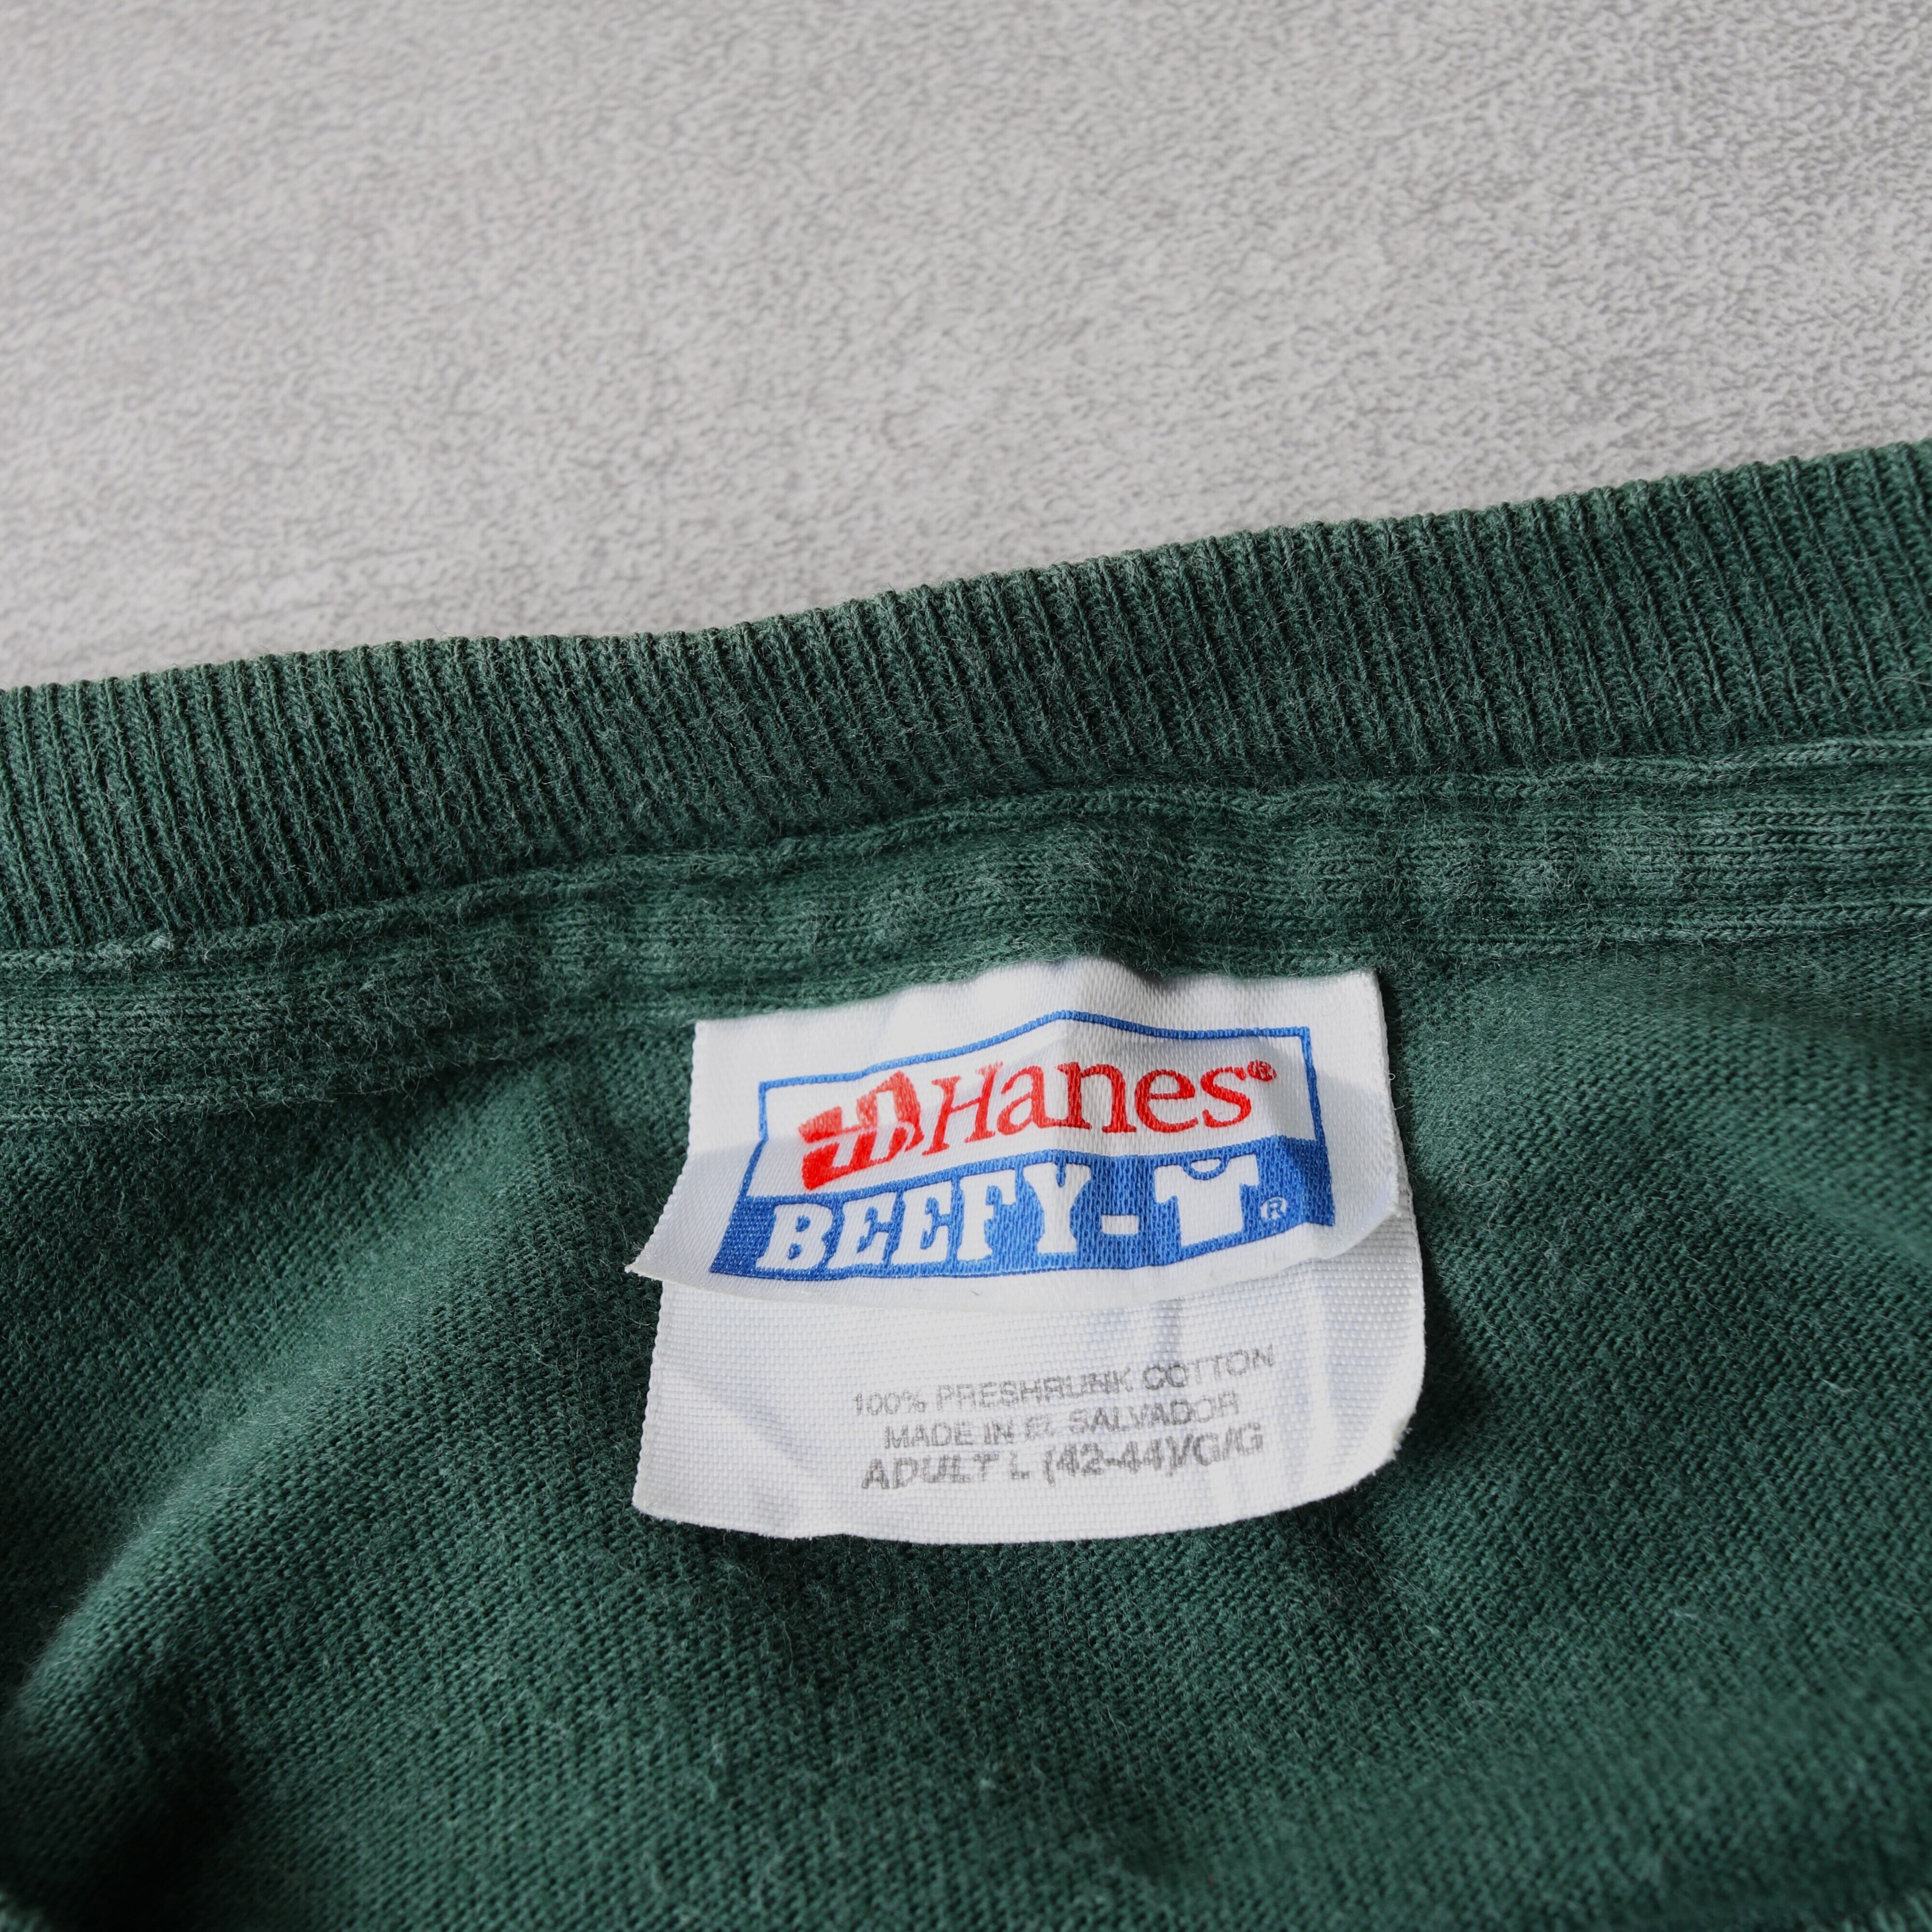 Hanes®
BEEFY-T®
100% PRESHRUNK COTTON
MADE IN EL SALVADOR
ADULT L (42-44)/G/G